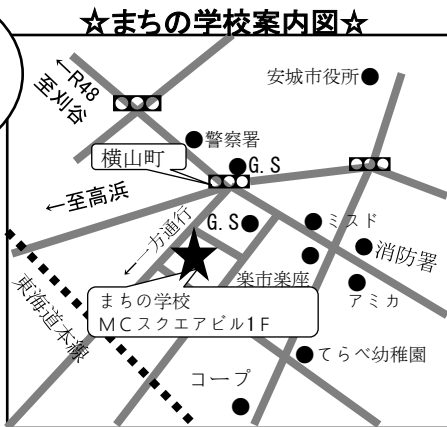 ☆まちの学校案内図☆
←R48
至刈谷
安城市役所
警察署
横山町
G.S
←至高浜
←一方通行
G.S
ミスド
消防署
楽市楽座
アミカ
東海道本線
まちの学校
MCスクエアビル1F
てらべ幼稚園
コープ